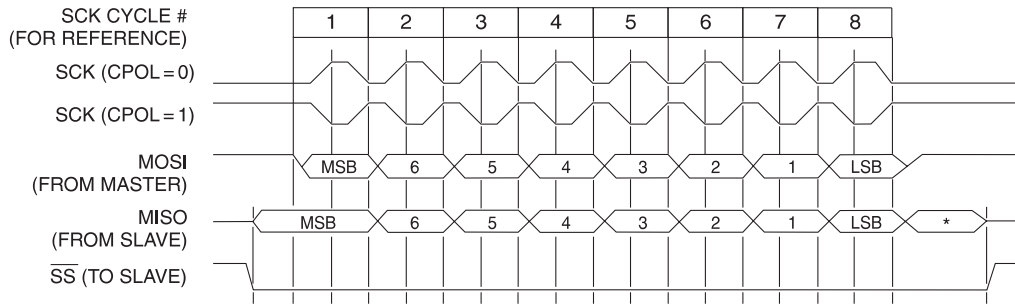 SCK CYCLE #
(FOR REFERENCE)
1 2 3 4 5 6 7 8
SCK (CPOL = 0)
SCK (CPOL = 1)
MOSI
(FROM MASTER)
MSB 6 5 4 3 2 1 LSB
MISO
(FROM SLAVE)
MSB 6 5 4 3 2 1 LSB *
SS (TO SLAVE)